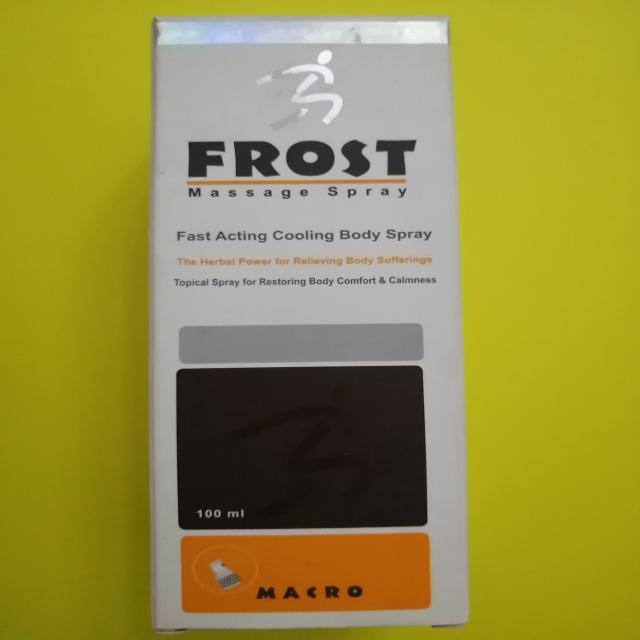 FROST
Massage Spray
Fast Acting Cooling Body Spray
The Herbal Power for Relieving Body Sufferings
Topical Spray for Restoring Body Comfort & Calmness
100 ml
MACRO